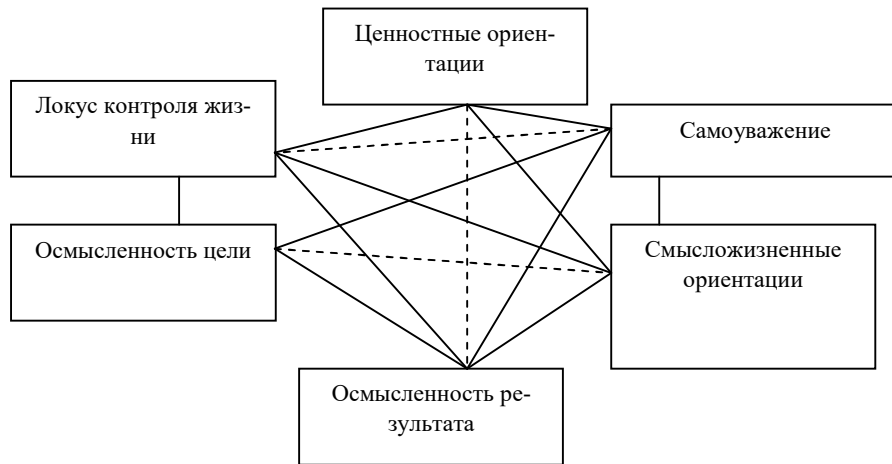 Ценностные ориен-
тации
Локус контроля жиз-
ни
Самоуважение
Осмысленность цели
Смысложизненные
ориентации
Осмысленность ре-
зультата